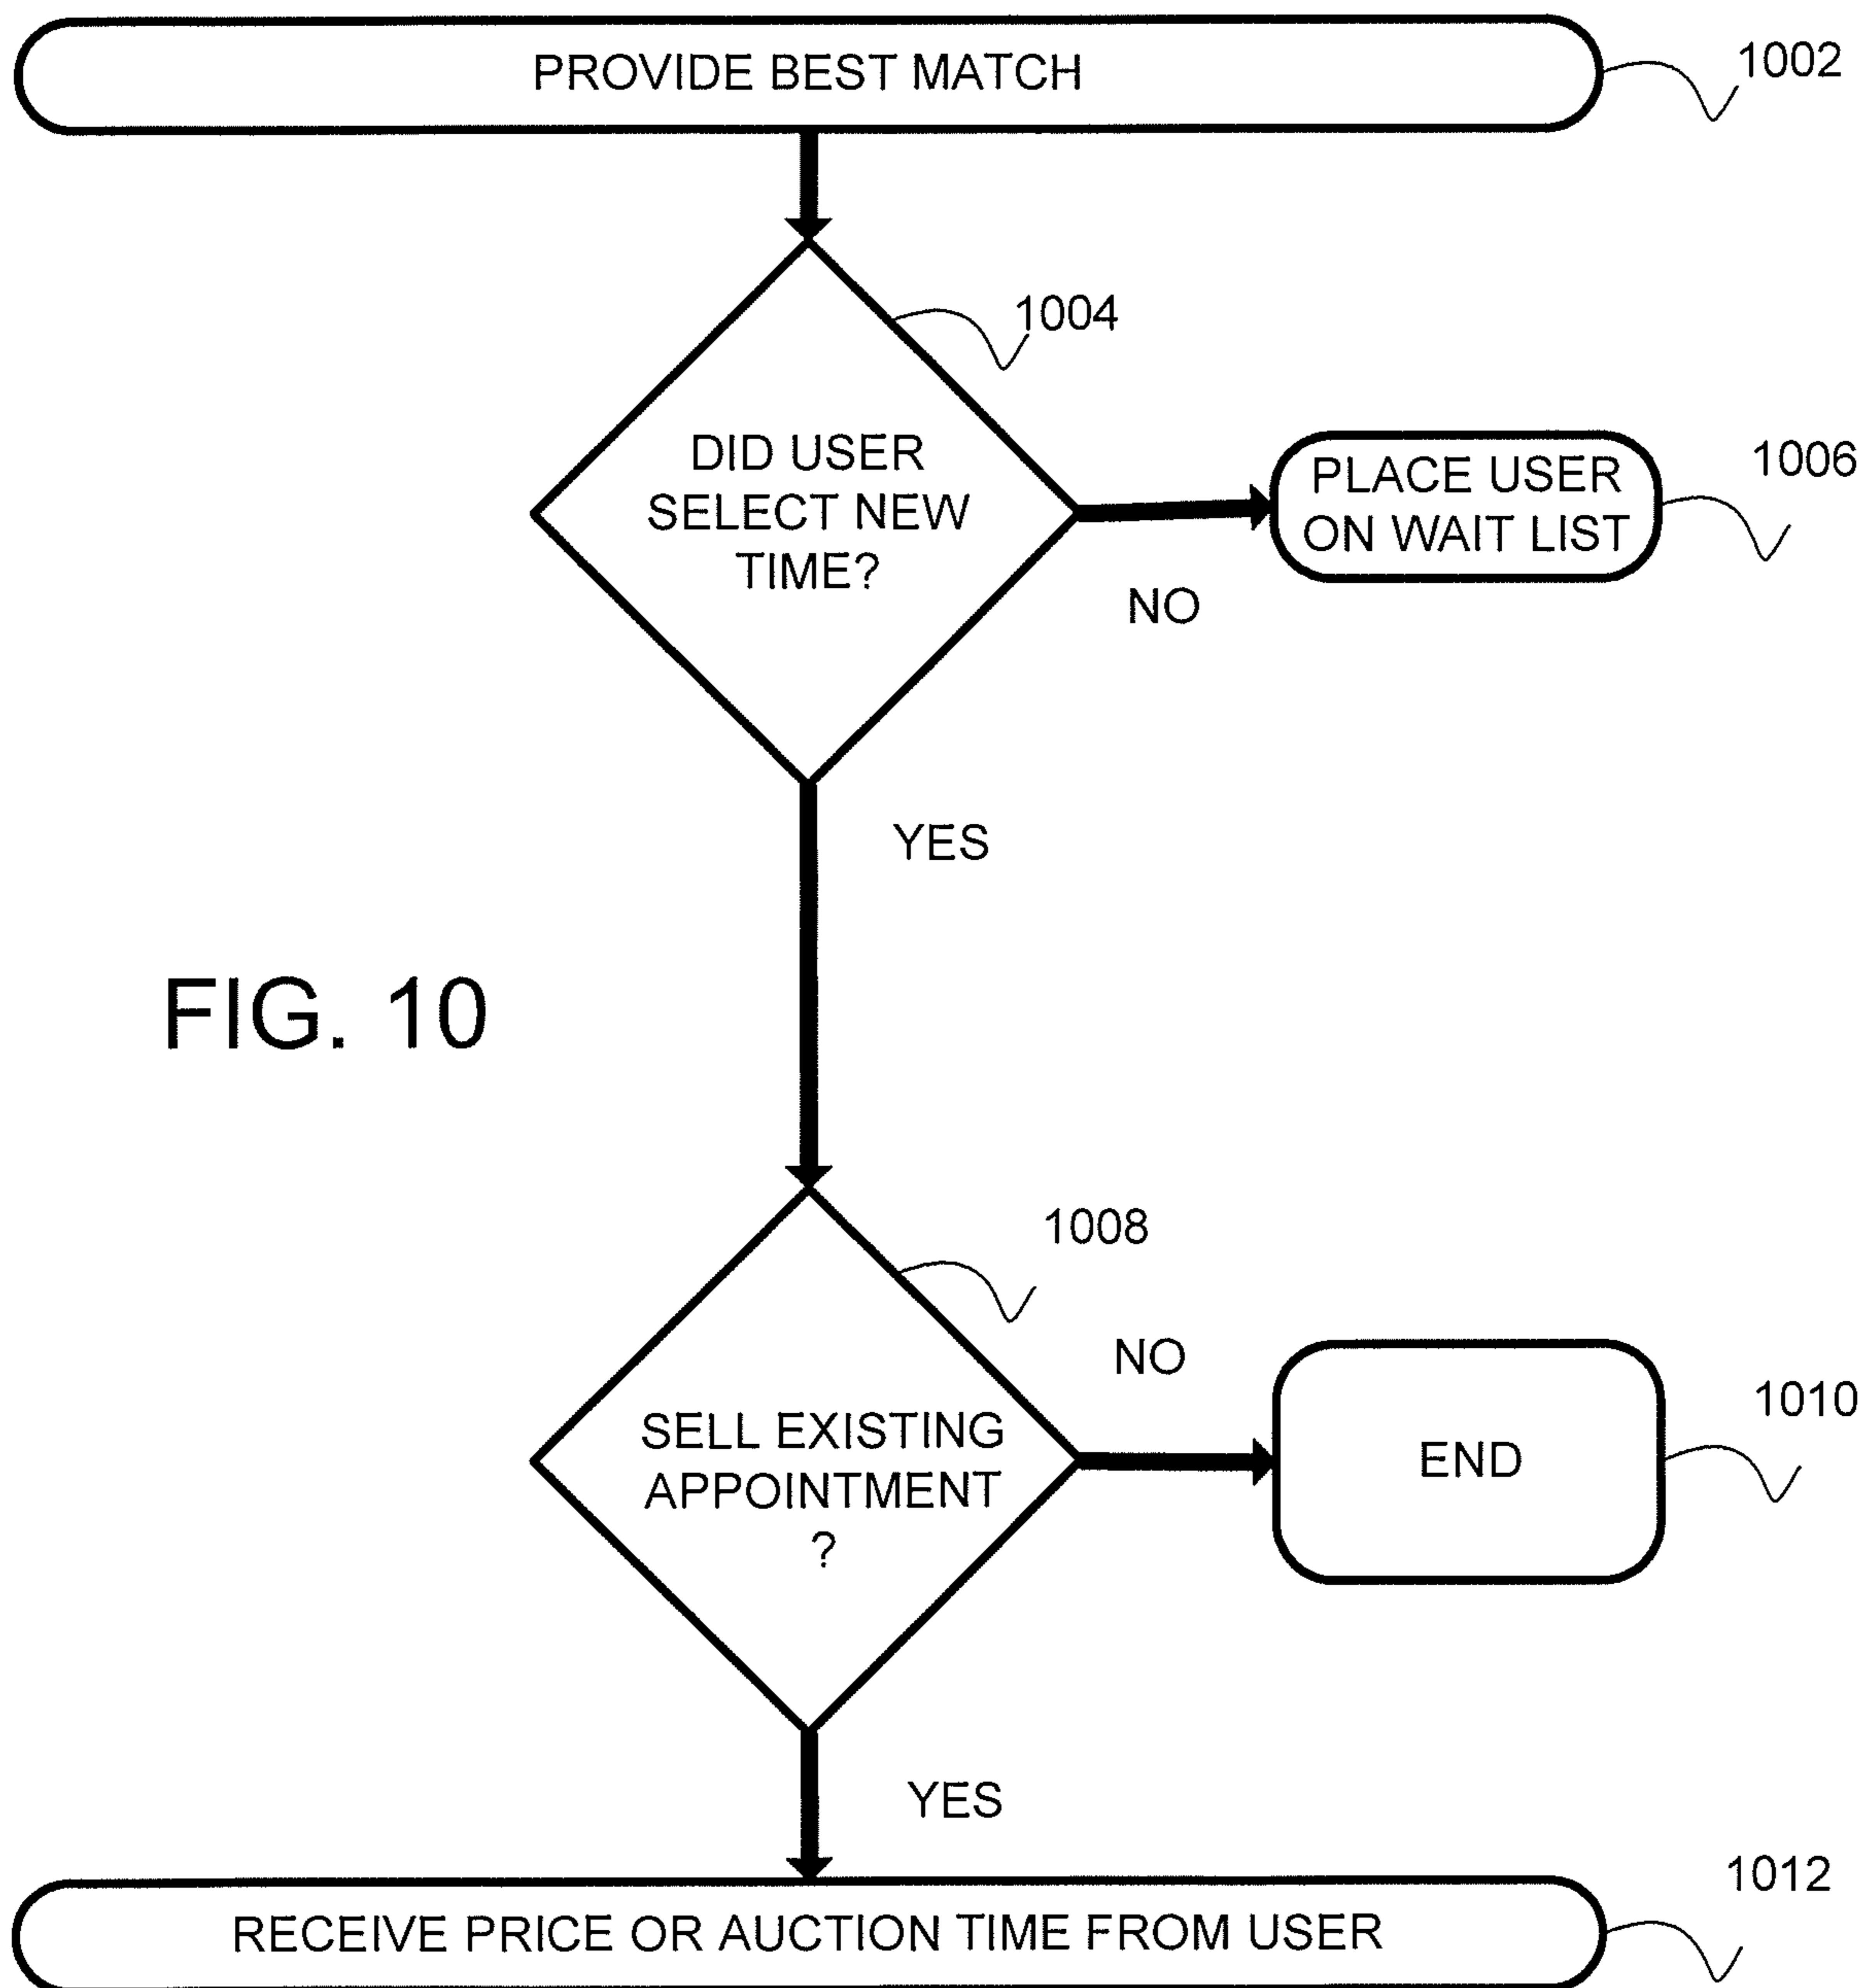 PROVIDE BEST MATCH
1002
1004
DID USER
SELECT NEW
TIME?
PLACE USER
ON WAIT LIST
1006
NO
YES
FIG. 10
1008
NO
SELL EXISTING
APPOINTMENT
?
END
1010
YES
1012
RECEIVE PRICE OR AUCTION TIME FROM USER